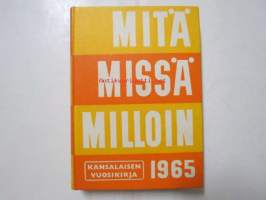 MITÄ
MISSÄ
MILLOIN
KANSALAISEN
VUOSIKIRJA
1965